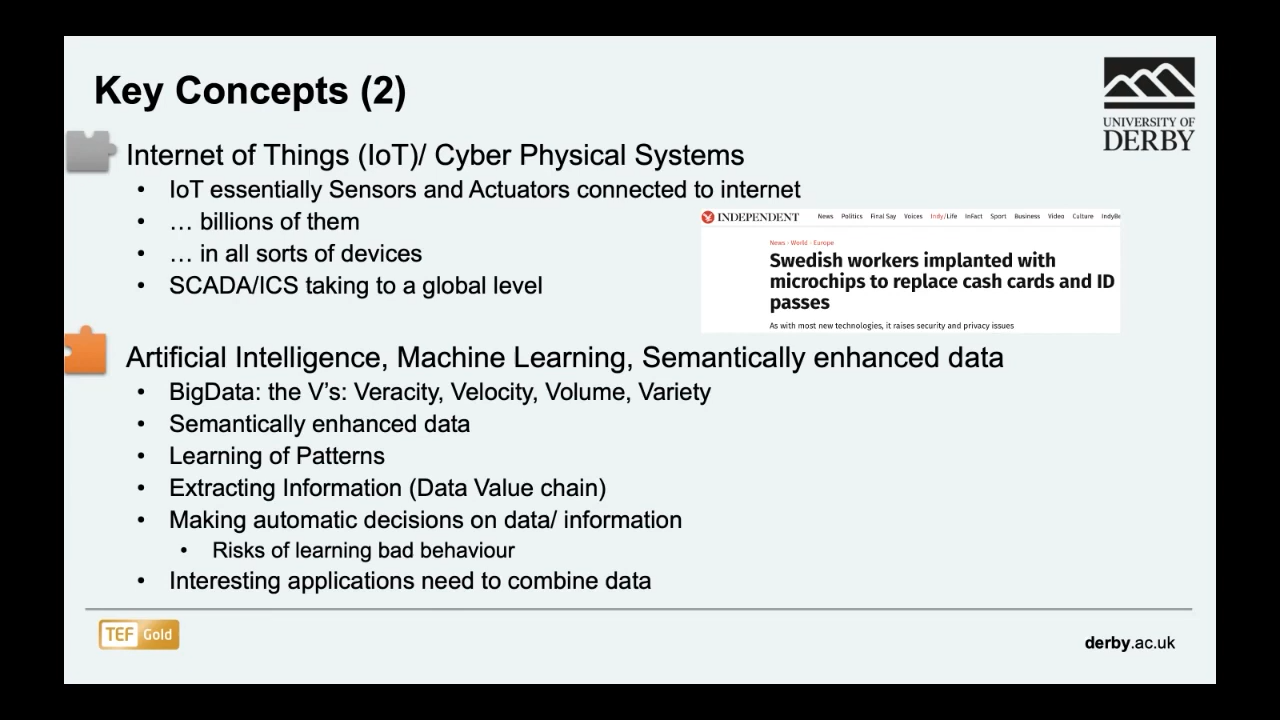 Key Concepts (2)
UNIVERSITY OF
DERBY
Internet of Things (IoT)/ Cyber Physical Systems
• IoT essentially Sensors and Actuators connected to internet
• … billions of them
• … in all sorts of devices
• SCADA/ICS taking to a global level
INDEPENDENT News Politics Final Say Voices Indy/Life InFact Sport Business Video Culture IndyBe
News › World › Europe
Swedish workers implanted with
microchips to replace cash cards and ID
passes
As with most new technologies, it raises security and privacy issues
Artificial Intelligence, Machine Learning, Semantically enhanced data
• BigData: the V’s: Veracity, Velocity, Volume, Variety
• Semantically enhanced data
• Learning of Patterns
• Extracting Information (Data Value chain)
• Making automatic decisions on data/ information
• Risks of learning bad behaviour
• Interesting applications need to combine data
TEF Gold
derby.ac.uk